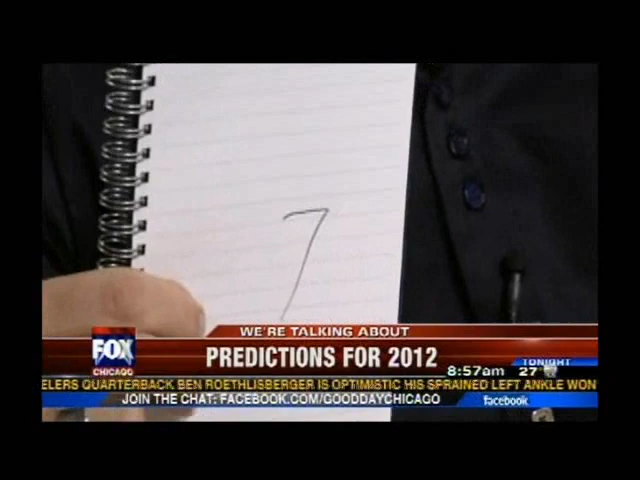 7
WE'RE TALKING ABOUT
FOX
CHICAGO
PREDICTIONS FOR 2012
8:57am
TONIGHT
27
ELERS QUARTERBACK BEN ROETHLISBERGER IS OPTIMISTIC HIS SPRAINED LEFT ANKLE WON'T
JOIN THE CHAT: FACEBOOK.COM/GOODDAYCHICAGO
facebook